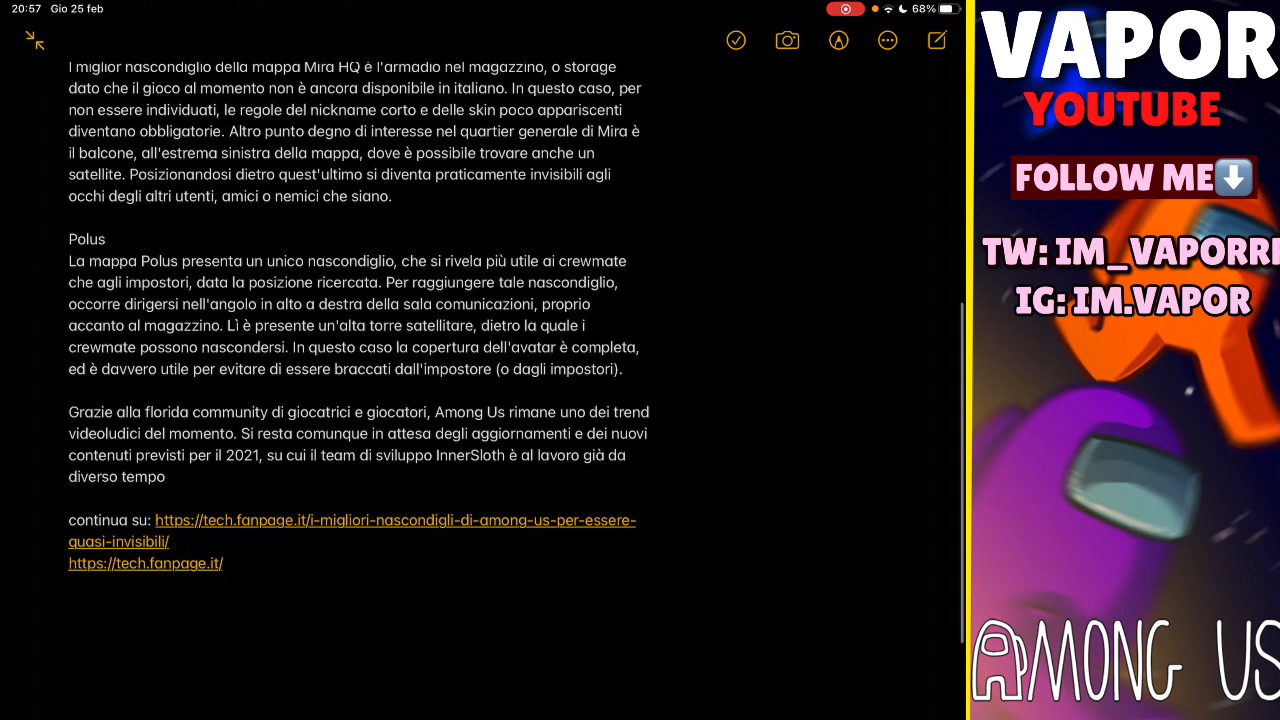 20:57 Gio 25 feb
68%
I miglior nascondiglio della mappa Mira HQ è l'armadio nel magazzino, o storage
dato che il gioco al momento non è ancora disponibile in italiano. In questo caso, per
non essere individuati, le regole del nickname corto e delle skin poco appariscenti
diventano obbligatorie. Altro punto degno di interesse nel quartier generale di Mira è
il balcone, all'estrema sinistra della mappa, dove è possibile trovare anche un
satellite. Posizionandosi dietro quest'ultimo si diventa praticamente invisibili agli
occhi degli altri utenti, amici o nemici che siano.
Polus
La mappa Polus presenta un unico nascondiglio, che si rivela più utile ai crewmate
che agli impostori, data la posizione ricercata. Per raggiungere tale nascondiglio,
occorre dirigersi nell'angolo in alto a destra della sala comunicazioni, proprio
accanto al magazzino. Lì è presente un'alta torre satellitare, dietro la quale i
crewmate possono nascondersi. In questo caso la copertura dell'avatar è completa,
ed è davvero utile per evitare di essere braccati dall'impostore (o dagli impostori).
Grazie alla florida community di giocatrici e giocatori, Among Us rimane uno dei trend
videoludici del momento. Si resta comunque in attesa degli aggiornamenti e dei nuovi
contenuti previsti per il 2021, su cui il team di sviluppo InnerSloth è al lavoro già da
diverso tempo
continua su: https://tech.fanpage.it/i-migliori-nascondigli-di-among-us-per-essere-
quasi-invisibili/
https://tech.fanpage.it/
VAPOR
YOUTUBE
FOLLOW ME
TW: IM_VAPORR
IG: IM.VAPOR
AMONG US